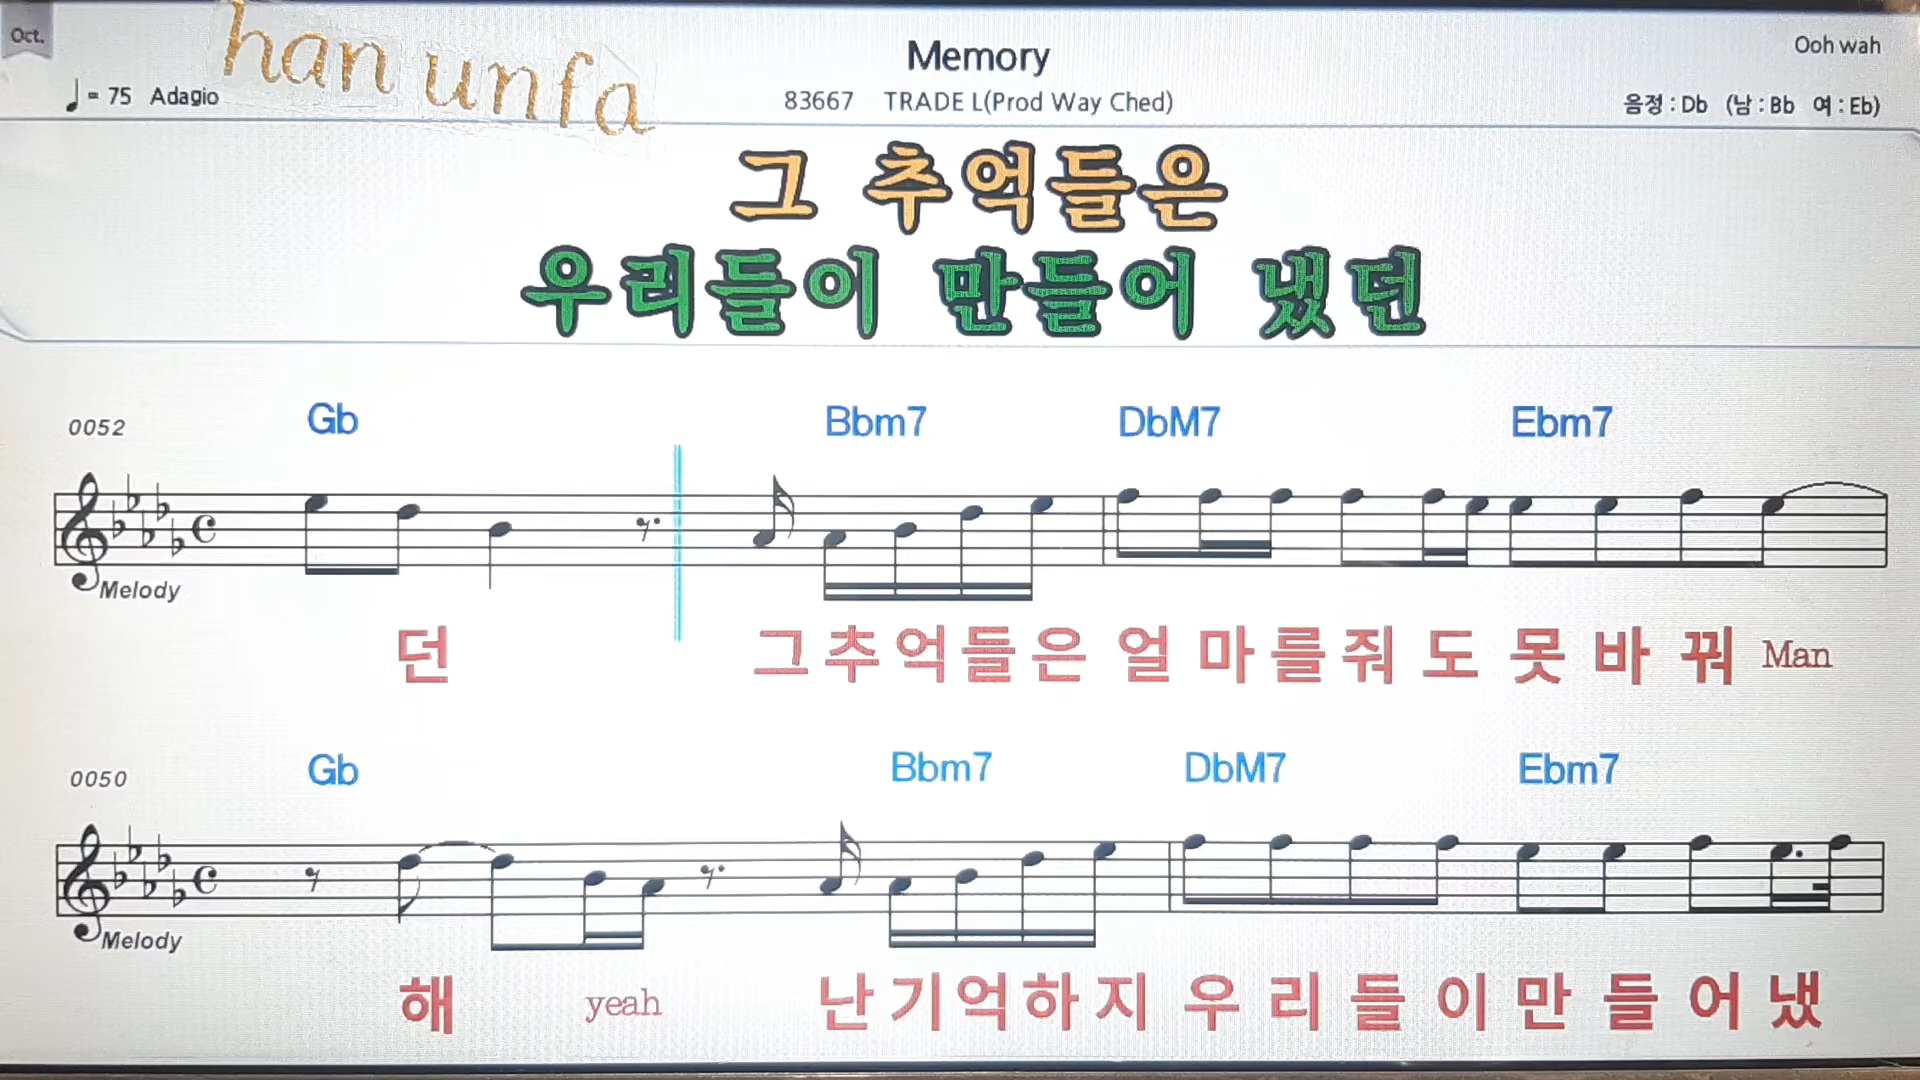 Oct.
han unfa
Memory
Ooh wah
= 75 Adagio
83667 TRADE L(Prod Way Ched)
음정 : Db (남 : Bb 여 : Eb)
그 추억들은
우리들이 만들어 냈던
0052 Gb Bbm7 DbM7 Ebm7
Melody
던 그추억들은 얼마를줘도 못바꿔 Man
0050 Gb Bbm7 DbM7 Ebm7
Melody
해 yeah 난기억하지 우리들이만들어냈